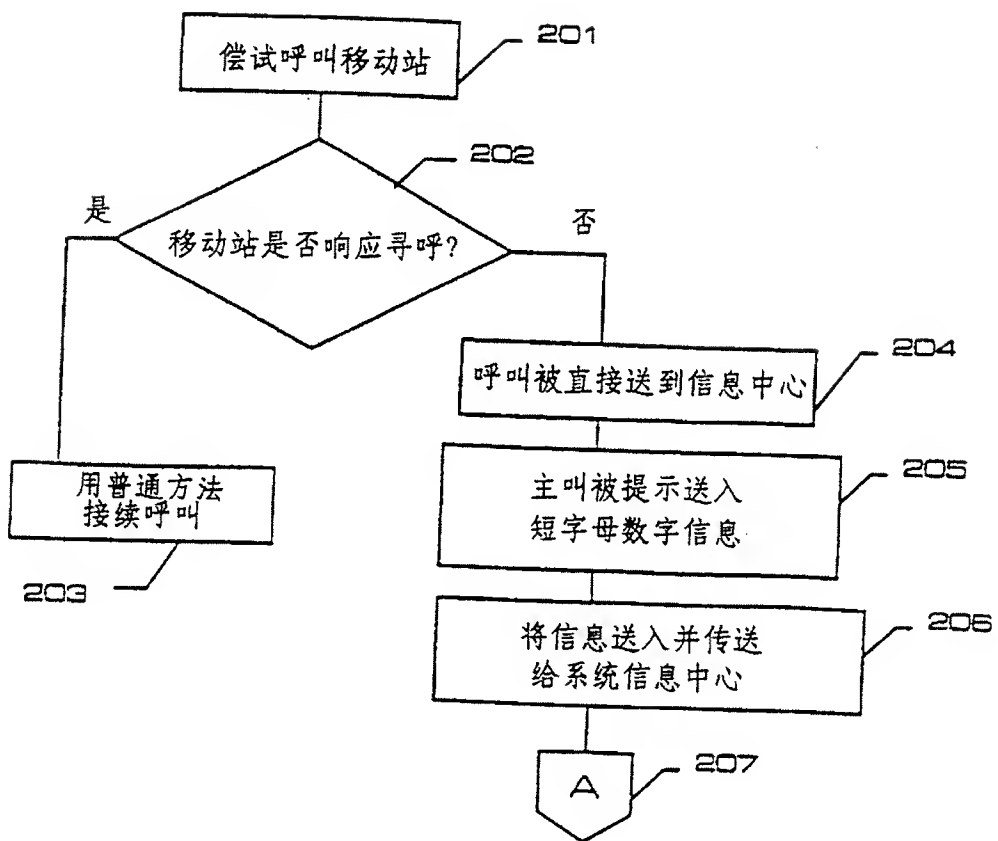 偿试呼叫移动站
201
202
是
否
移动站是否响应寻呼?
204
呼叫被直接送到信息中心
用普通方法
接续呼叫
203
205
主叫被提示送入
短字母数字信息
206
将信息送入并传送
给系统信息中心
A
207